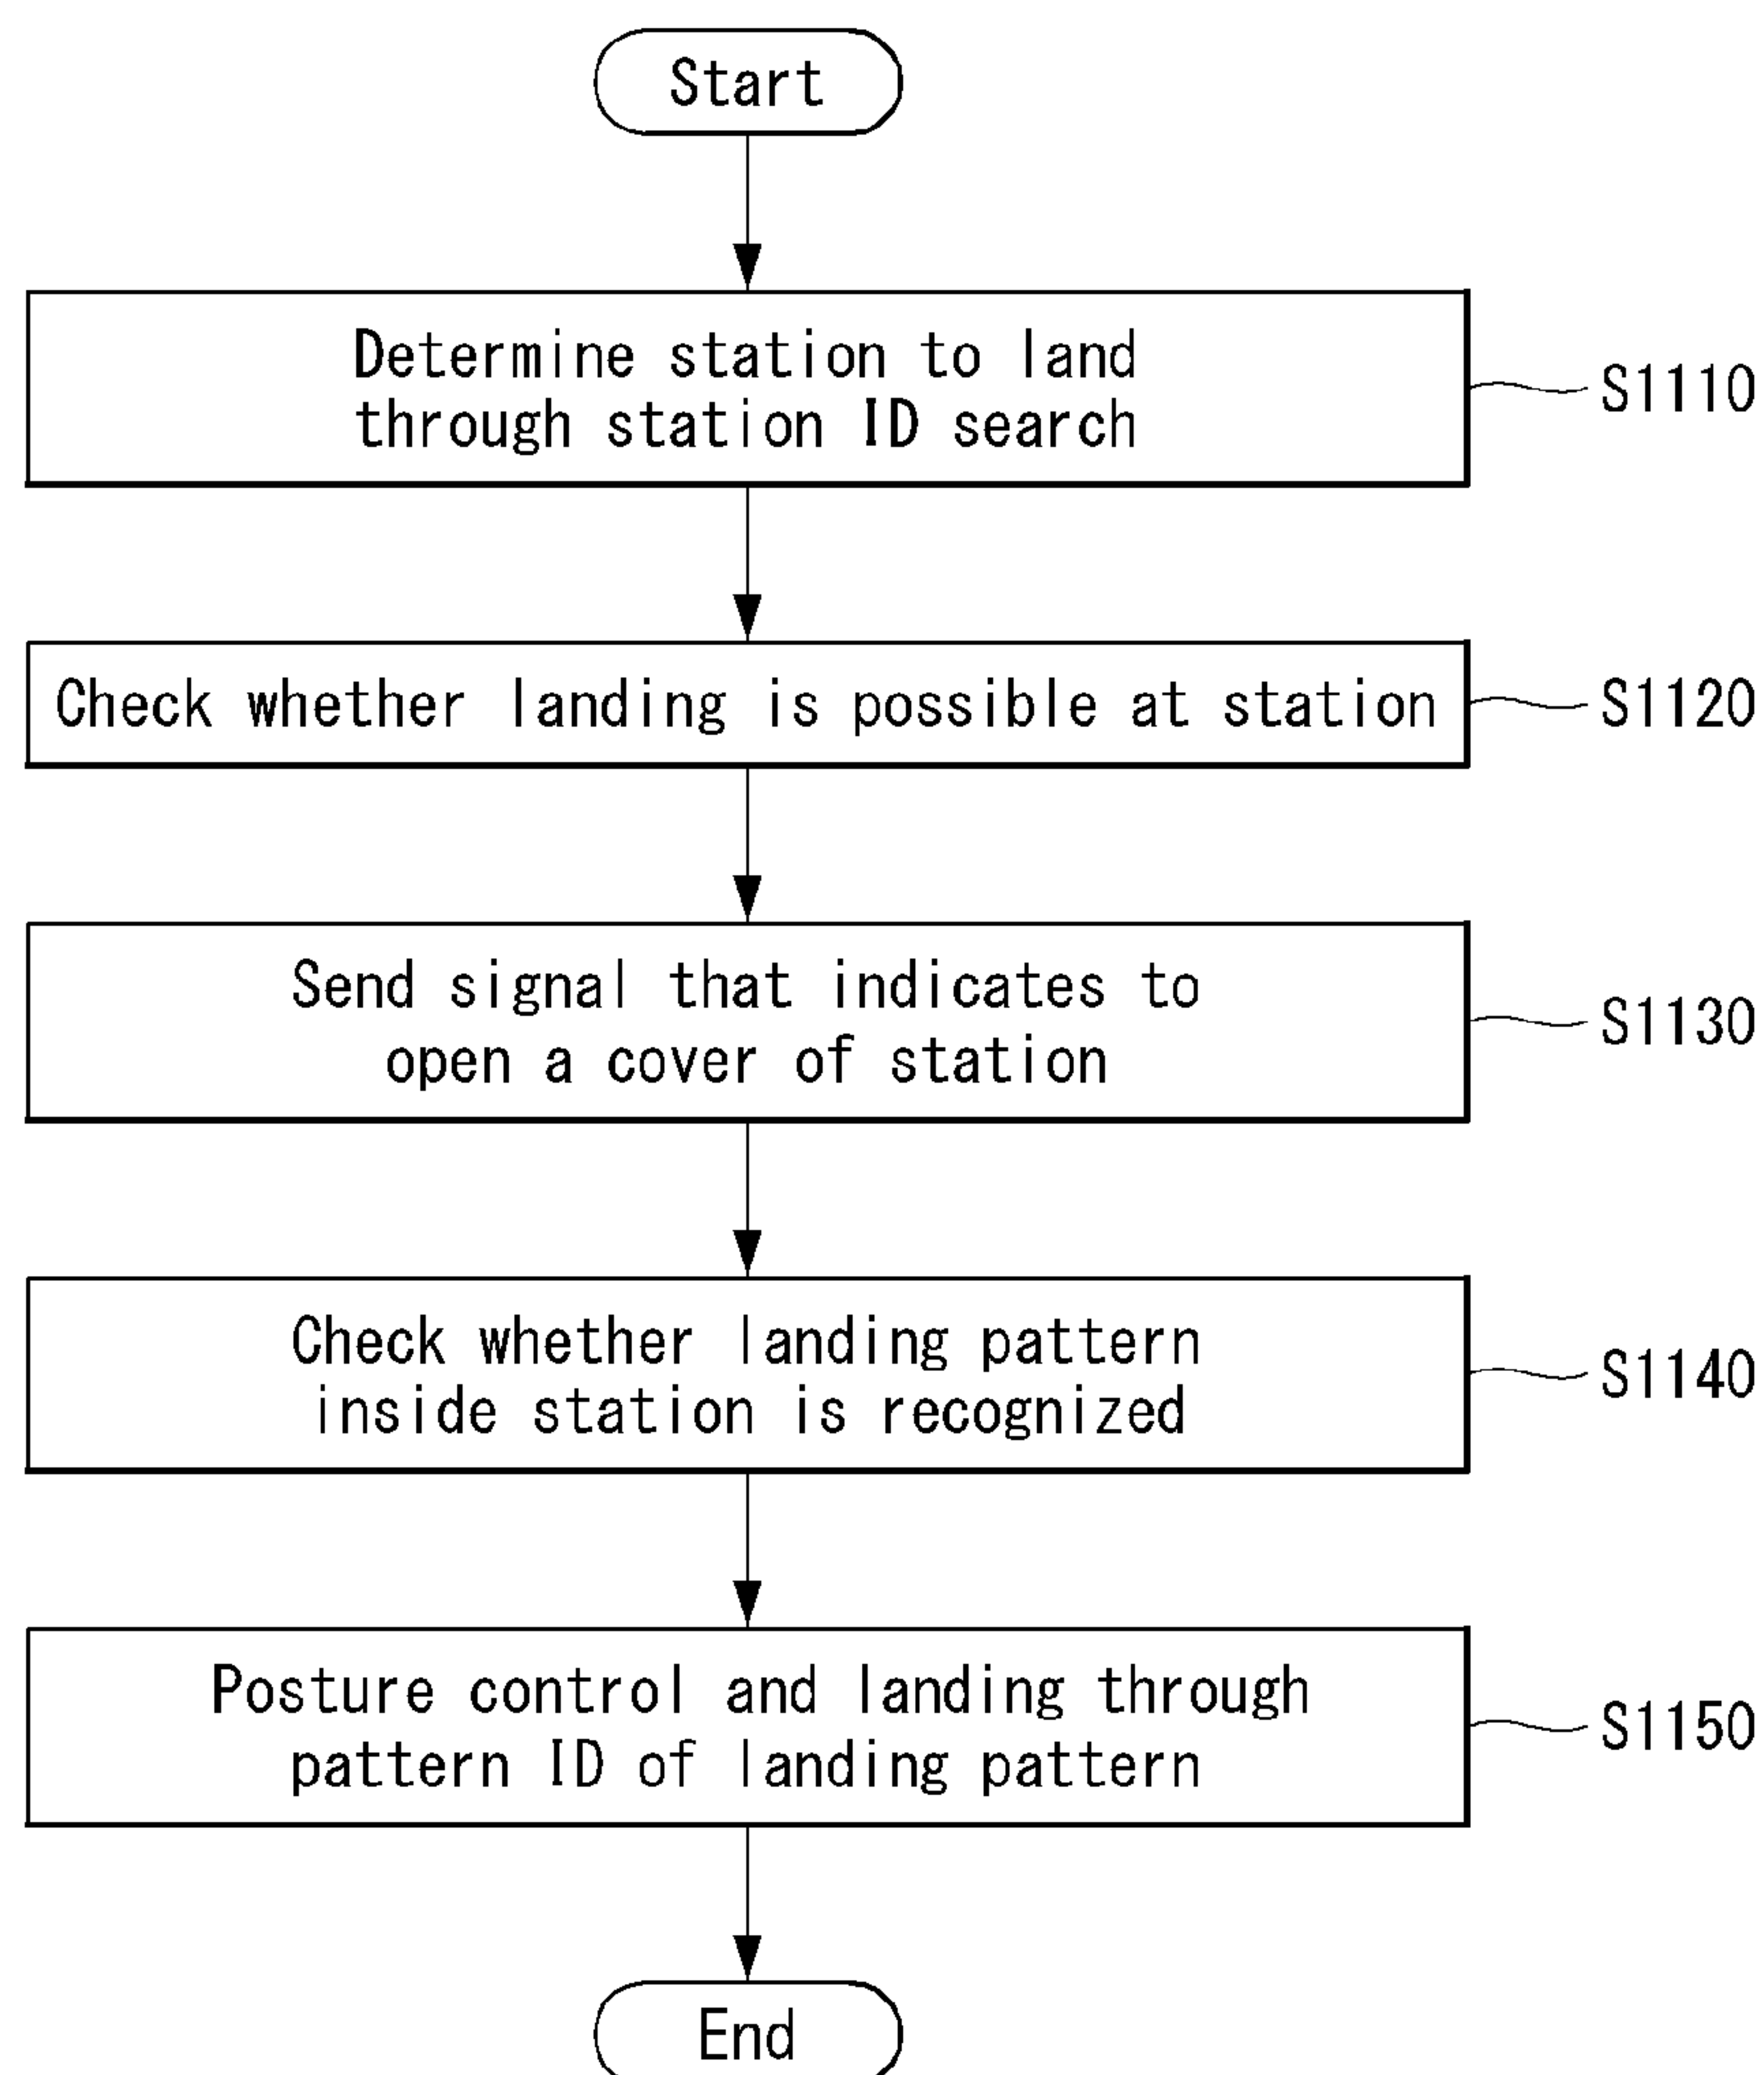 Start
Determine station to land
through station ID search
S1110
Check whether landing is possible at station
S1120
Send signal that indicates to
open a cover of station
S1130
Check whether landing pattern
inside station is recognized
S1140
Posture control and landing through
pattern ID of landing pattern
S1150
End